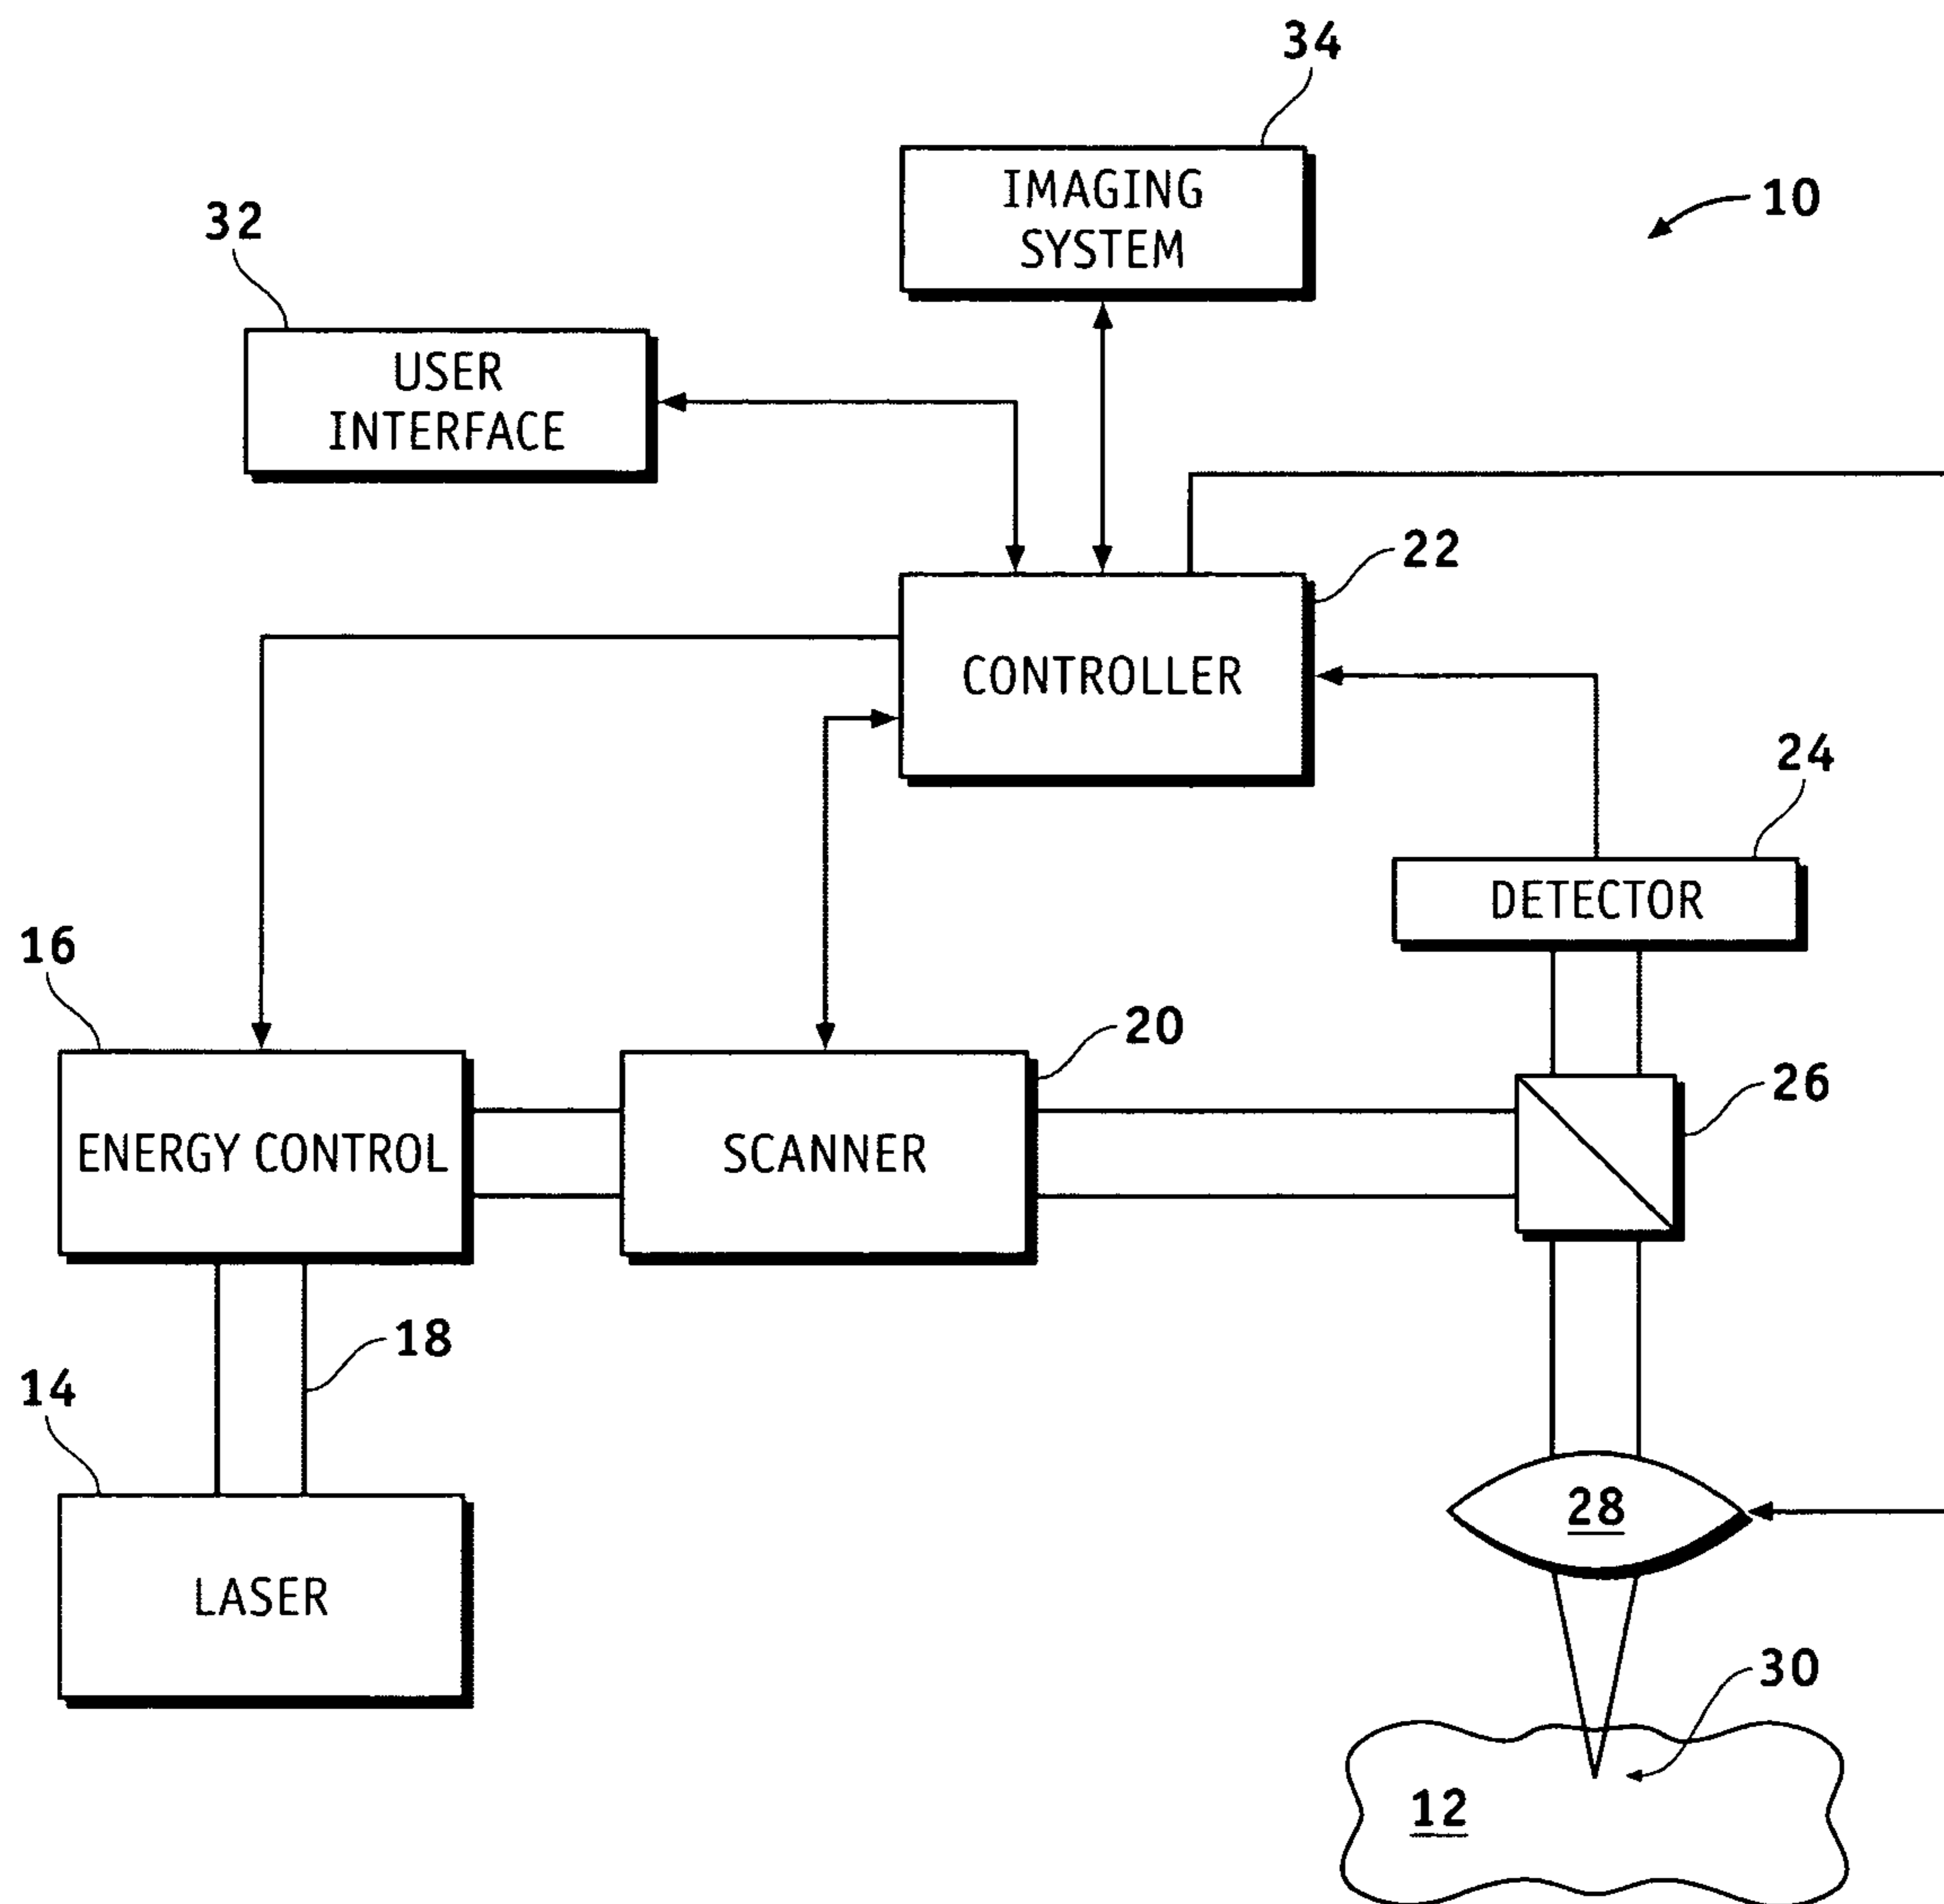 34
IMAGING
SYSTEM
10
32
USER
INTERFACE
22
CONTROLLER
24
DETECTOR
16
20
26
ENERGY CONTROL
SCANNER
18
14
28
LASER
30
12